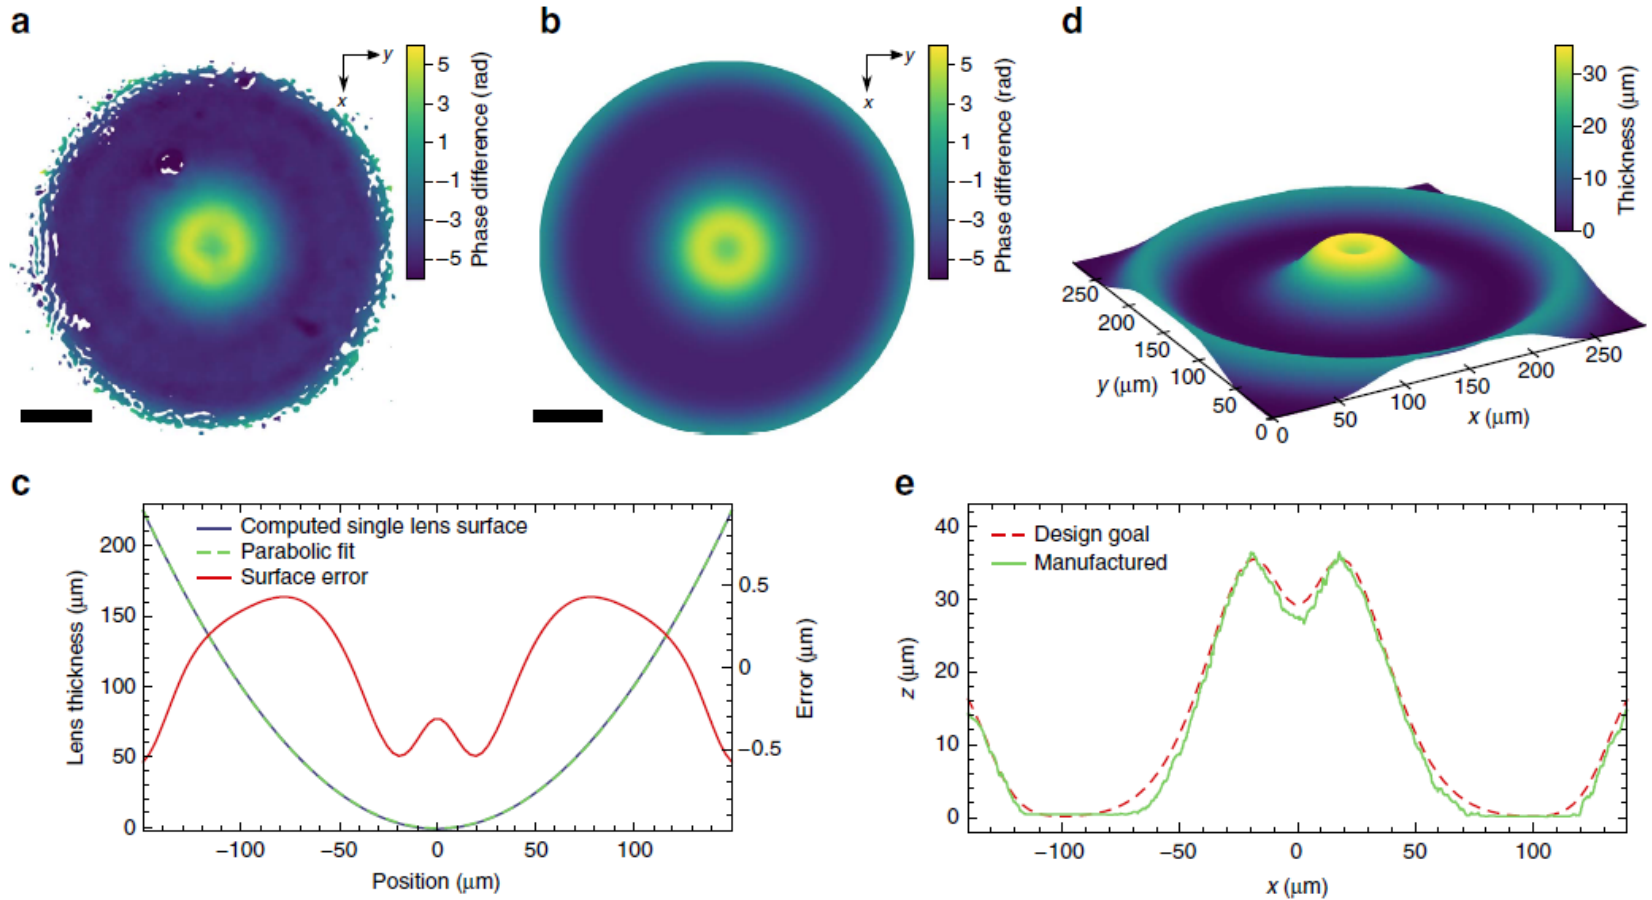 a
y
x
5
3
1
−1
−3
−5
Phase difference (rad)
b
y
x
5
3
1
−1
−3
−5
Phase difference (rad)
d
30
20
10
0
Thickness (μm)
250
200
150
100
50
0
y (μm)
0
50
100
150
200
250
x (μm)
c
Computed single lens surface
Parabolic fit
Surface error
200
150
100
50
0
Lens thickness (μm)
0.5
0
−0.5
Error (μm)
−100 −50 0 50 100
Position (μm)
e
Design goal
Manufactured
40
30
20
10
0
z (μm)
−100 −50 0 50 100
x (μm)